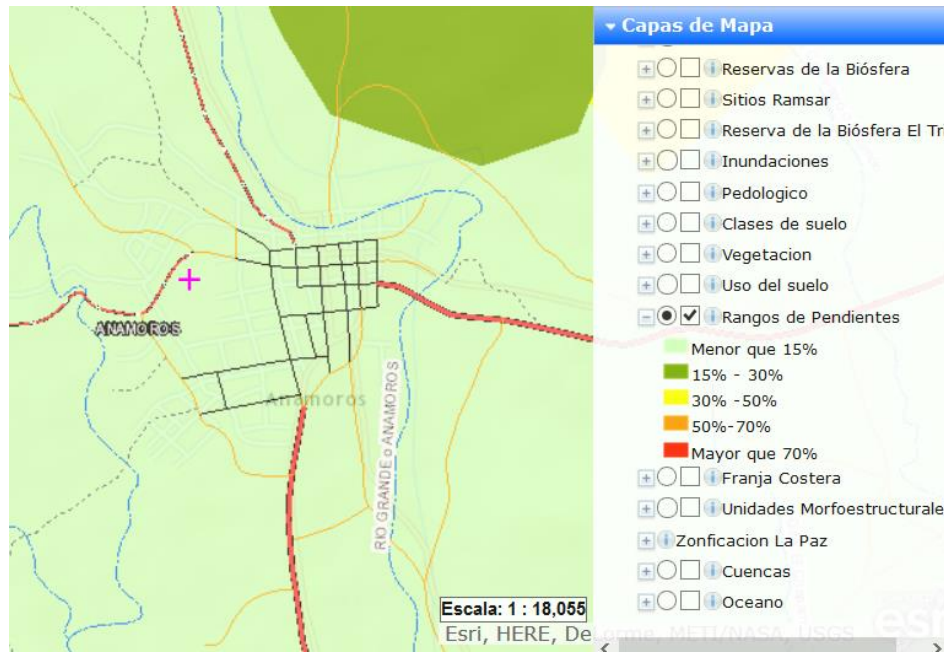 Capas de Mapa
Reservas de la Biósfera
Sitios Ramsar
Reserva de la Biósfera El Tr
Inundaciones
Pedologico
Clases de suelo
Vegetacion
Uso del suelo
Rangos de Pendientes
Menor que 15%
15% - 30%
30% -50%
50%-70%
Mayor que 70%
Franja Costera
Unidades Morfoestructurale
Zonficacion La Paz
Cuencas
Oceano
ANAMOROS
Anamoros
RIO GRANDE o ANAMOROS
Escala: 1 : 18,055
Esri, HERE, DeLorme, METI/NASA, USGS
esri